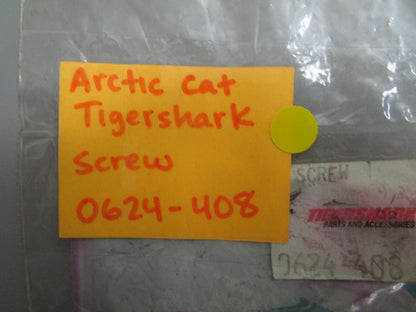 Arctic Cat
Tigershark
Screw
0624-408
SCREW
TIGERSHARK
PARTS AND ACCESSORIES
0624-408